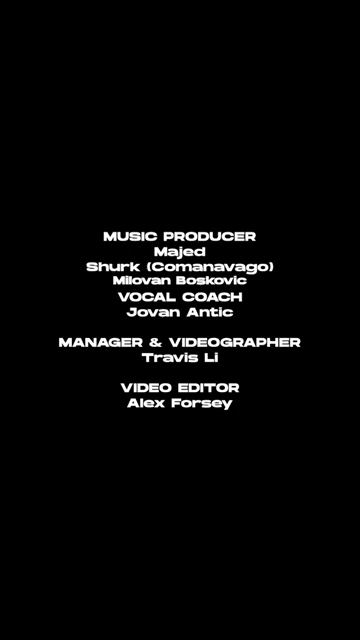 MUSIC PRODUCER
Majed
Shurk (Comanavago)
Milovan Boskovic
VOCAL COACH
Jovan Antic
MANAGER & VIDEOGRAPHER
Travis Li
VIDEO EDITOR
Alex Forsey